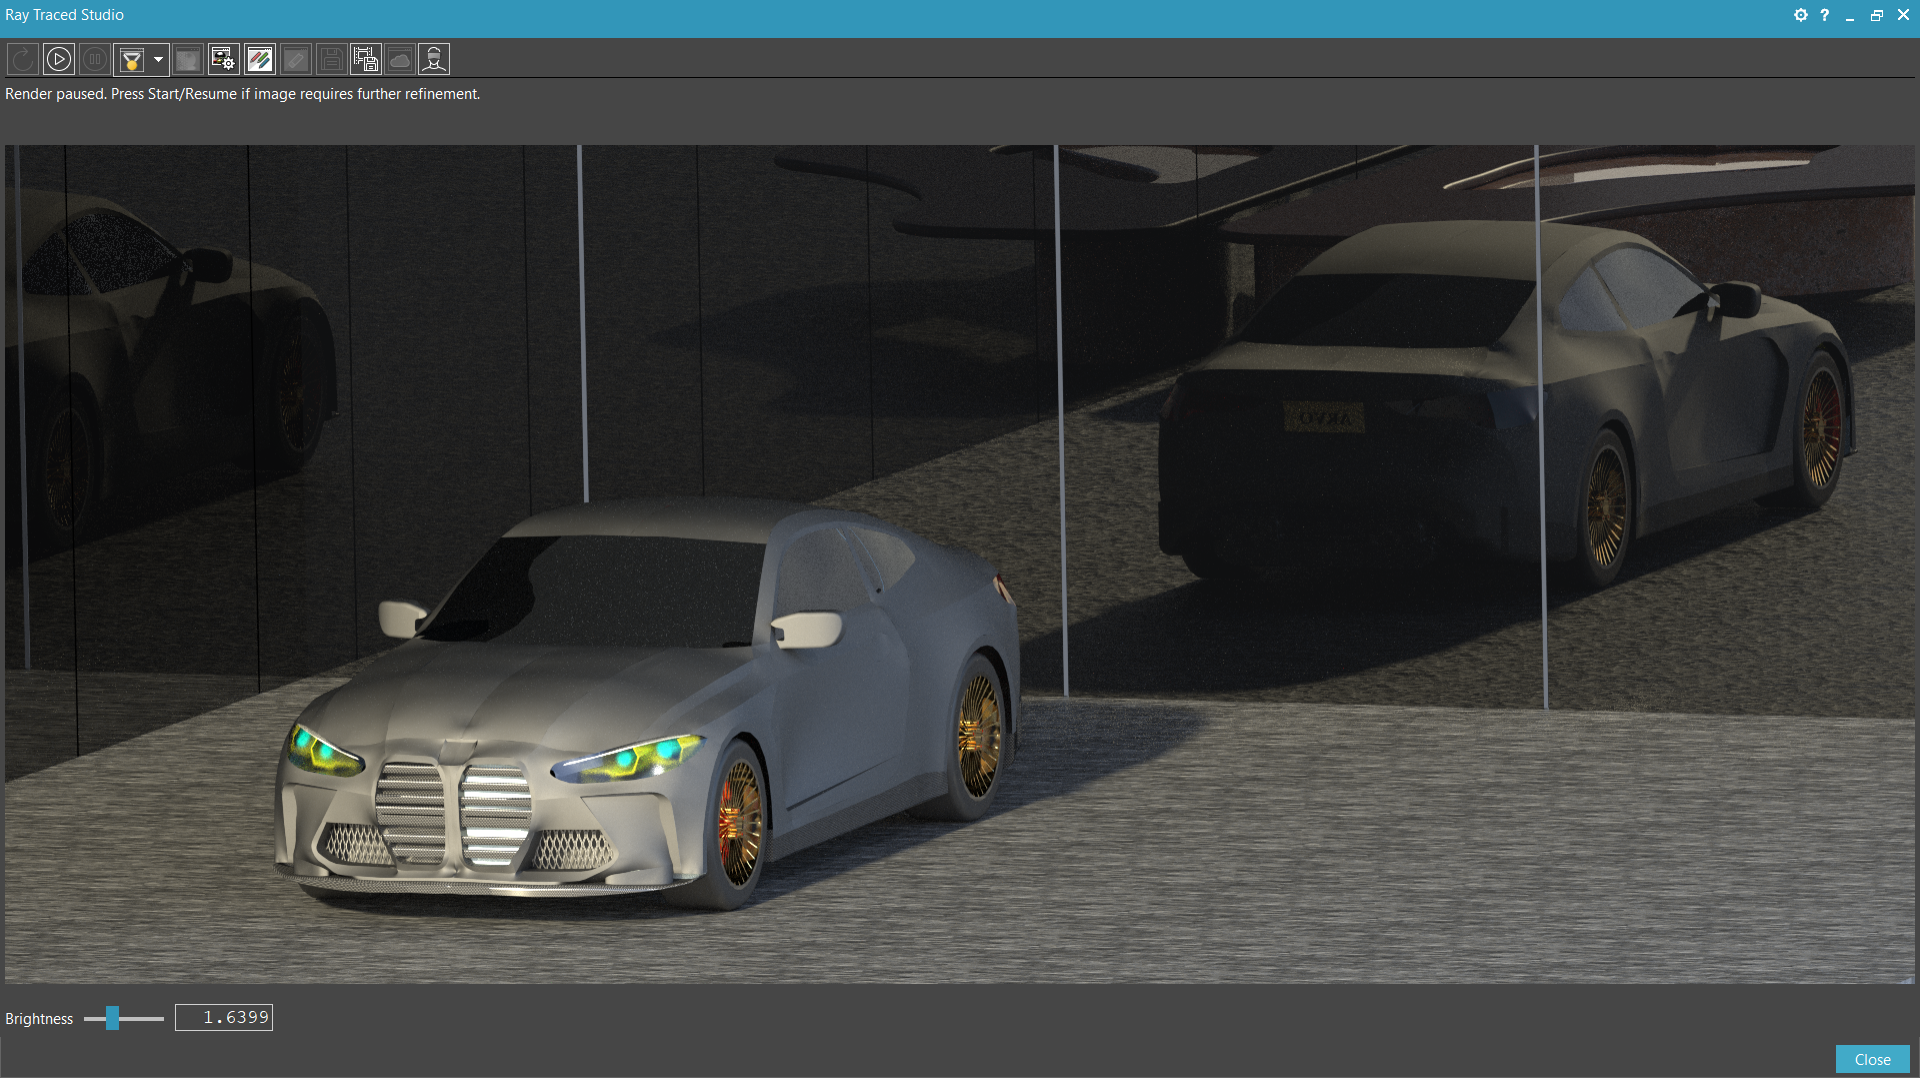 Ray Traced Studio
Render paused. Press Start/Resume if image requires further refinement.
Brightness
1.6399
Close